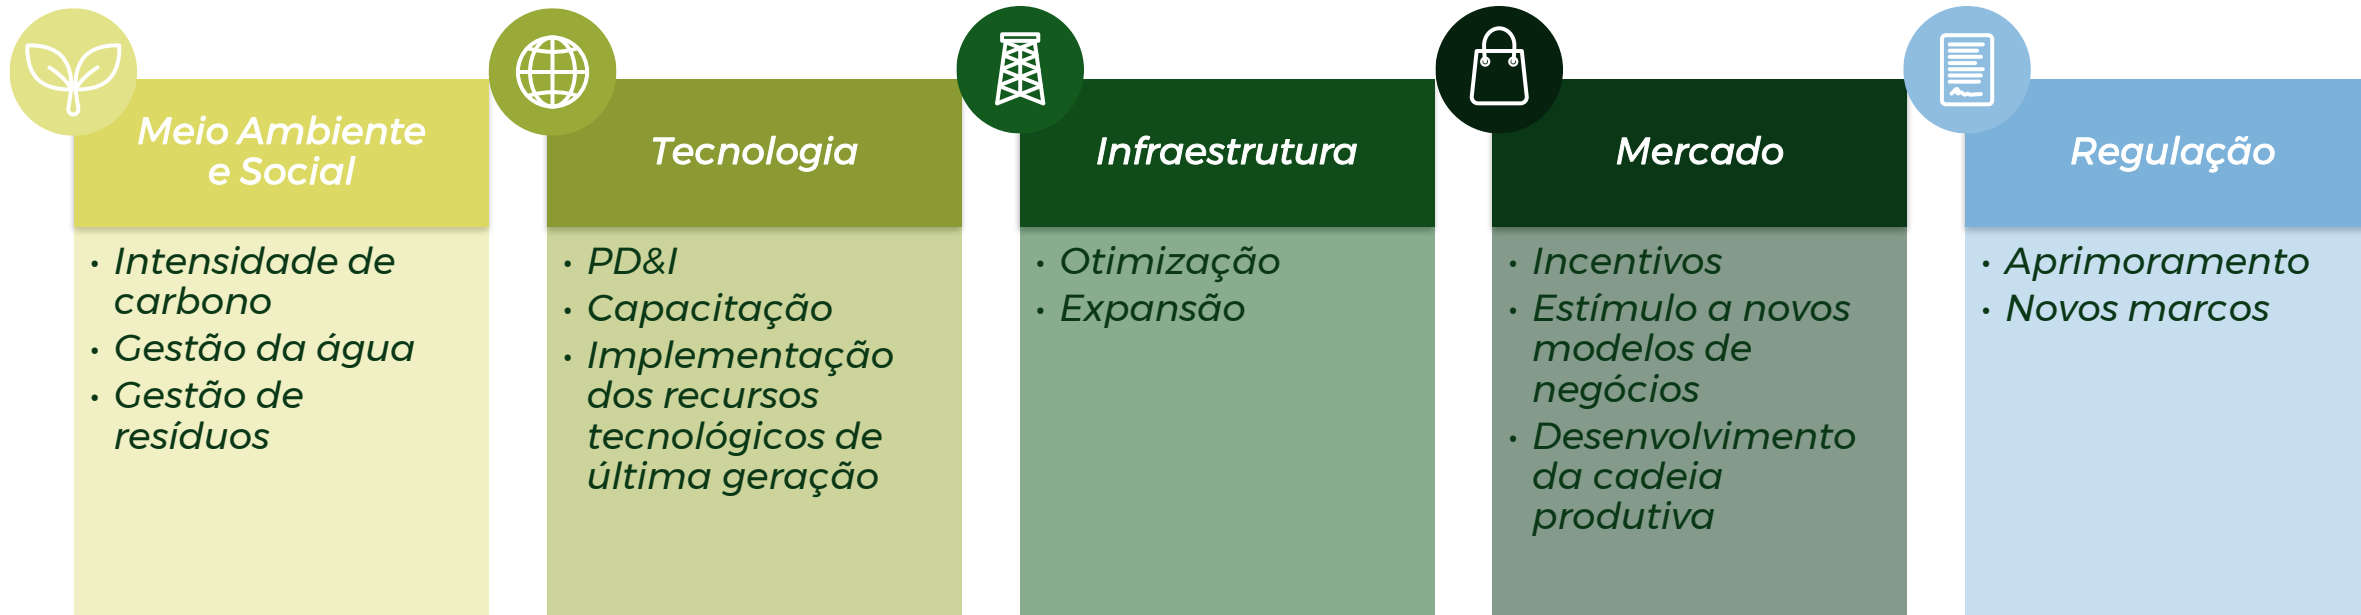 Meio Ambiente
e Social
• Intensidade de
carbono
• Gestão da água
• Gestão de
resíduos
Tecnologia
• PD&I
• Capacitação
• Implementação
dos recursos
tecnológicos de
última geração
Infraestrutura
• Otimização
• Expansão
Mercado
• Incentivos
• Estímulo a novos
modelos de
negócios
• Desenvolvimento
da cadeia
produtiva
Regulação
• Aprimoramento
• Novos marcos